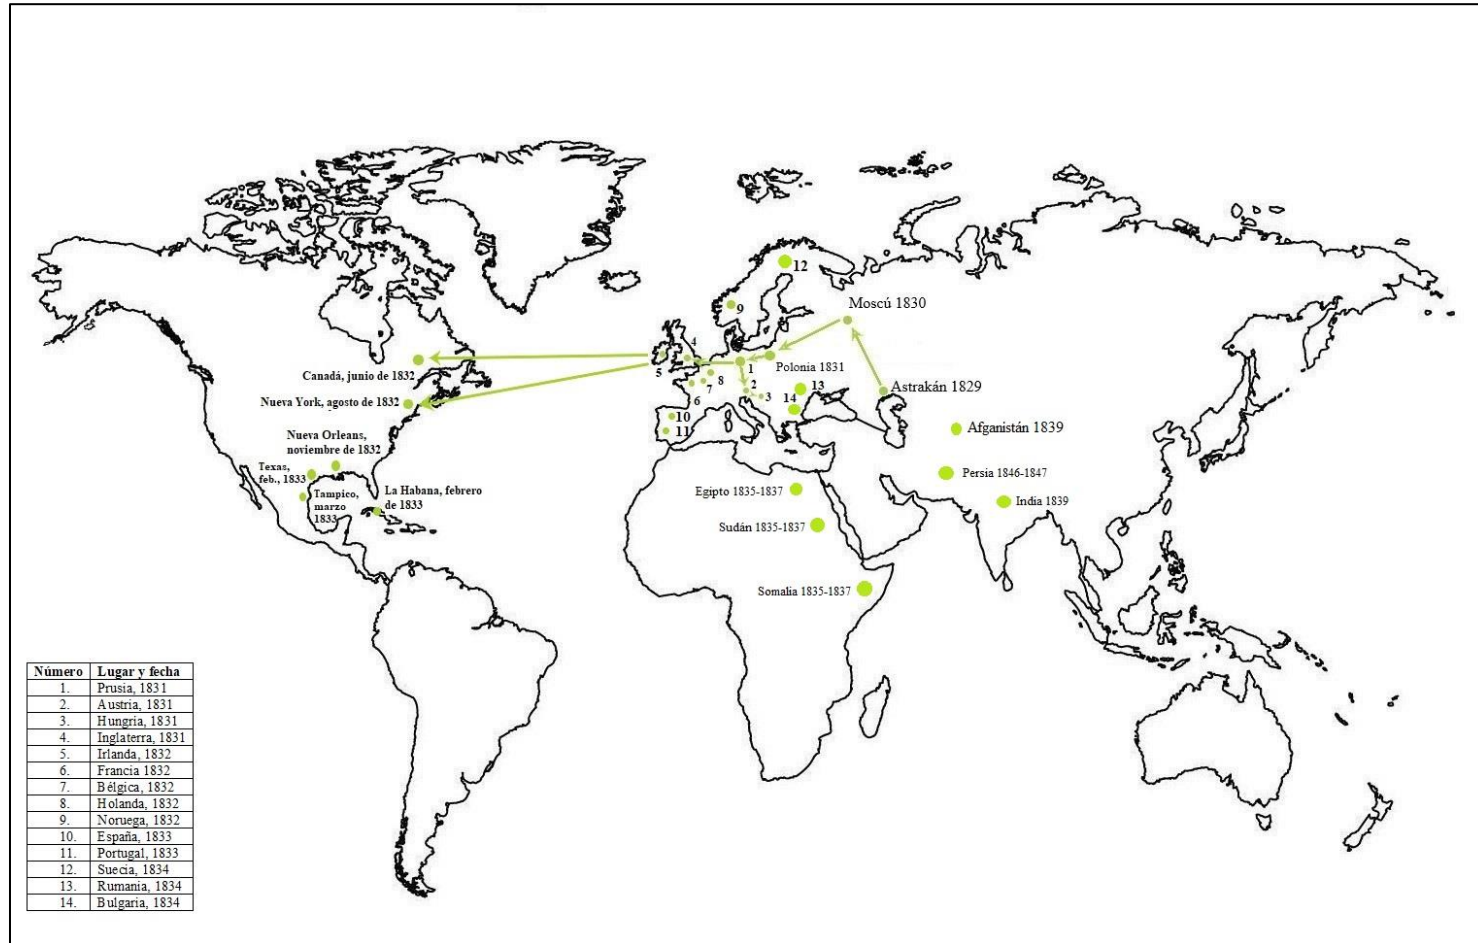 12
Moscú 1830
9
4
Polonia 1831
1
5
Canadá, junio de 1832
8
2
13
Astrakán 1829
7
3
14
Nueva York, agosto de 1832
6
10
Afganistán 1839
11
Nueva Orleans,
noviembre de 1832
Texas,
feb., 1833
Persia 1846-1847
Tampico,
marzo
1833
La Habana, febrero
de 1833
Egipto 1835-1837
India 1839
Sudán 1835-1837
Somalia 1835-1837
Número Lugar y fecha
1. Prusia, 1831
2. Austria, 1831
3. Hungria, 1831
4. Inglaterra, 1831
5. Irlanda, 1832
6. Francia 1832
7. Bélgica, 1832
8. Holanda, 1832
9. Noruega, 1832
10. España, 1833
11. Portugal, 1833
12. Suecia, 1834
13. Rumania, 1834
14. Bulgaria, 1834